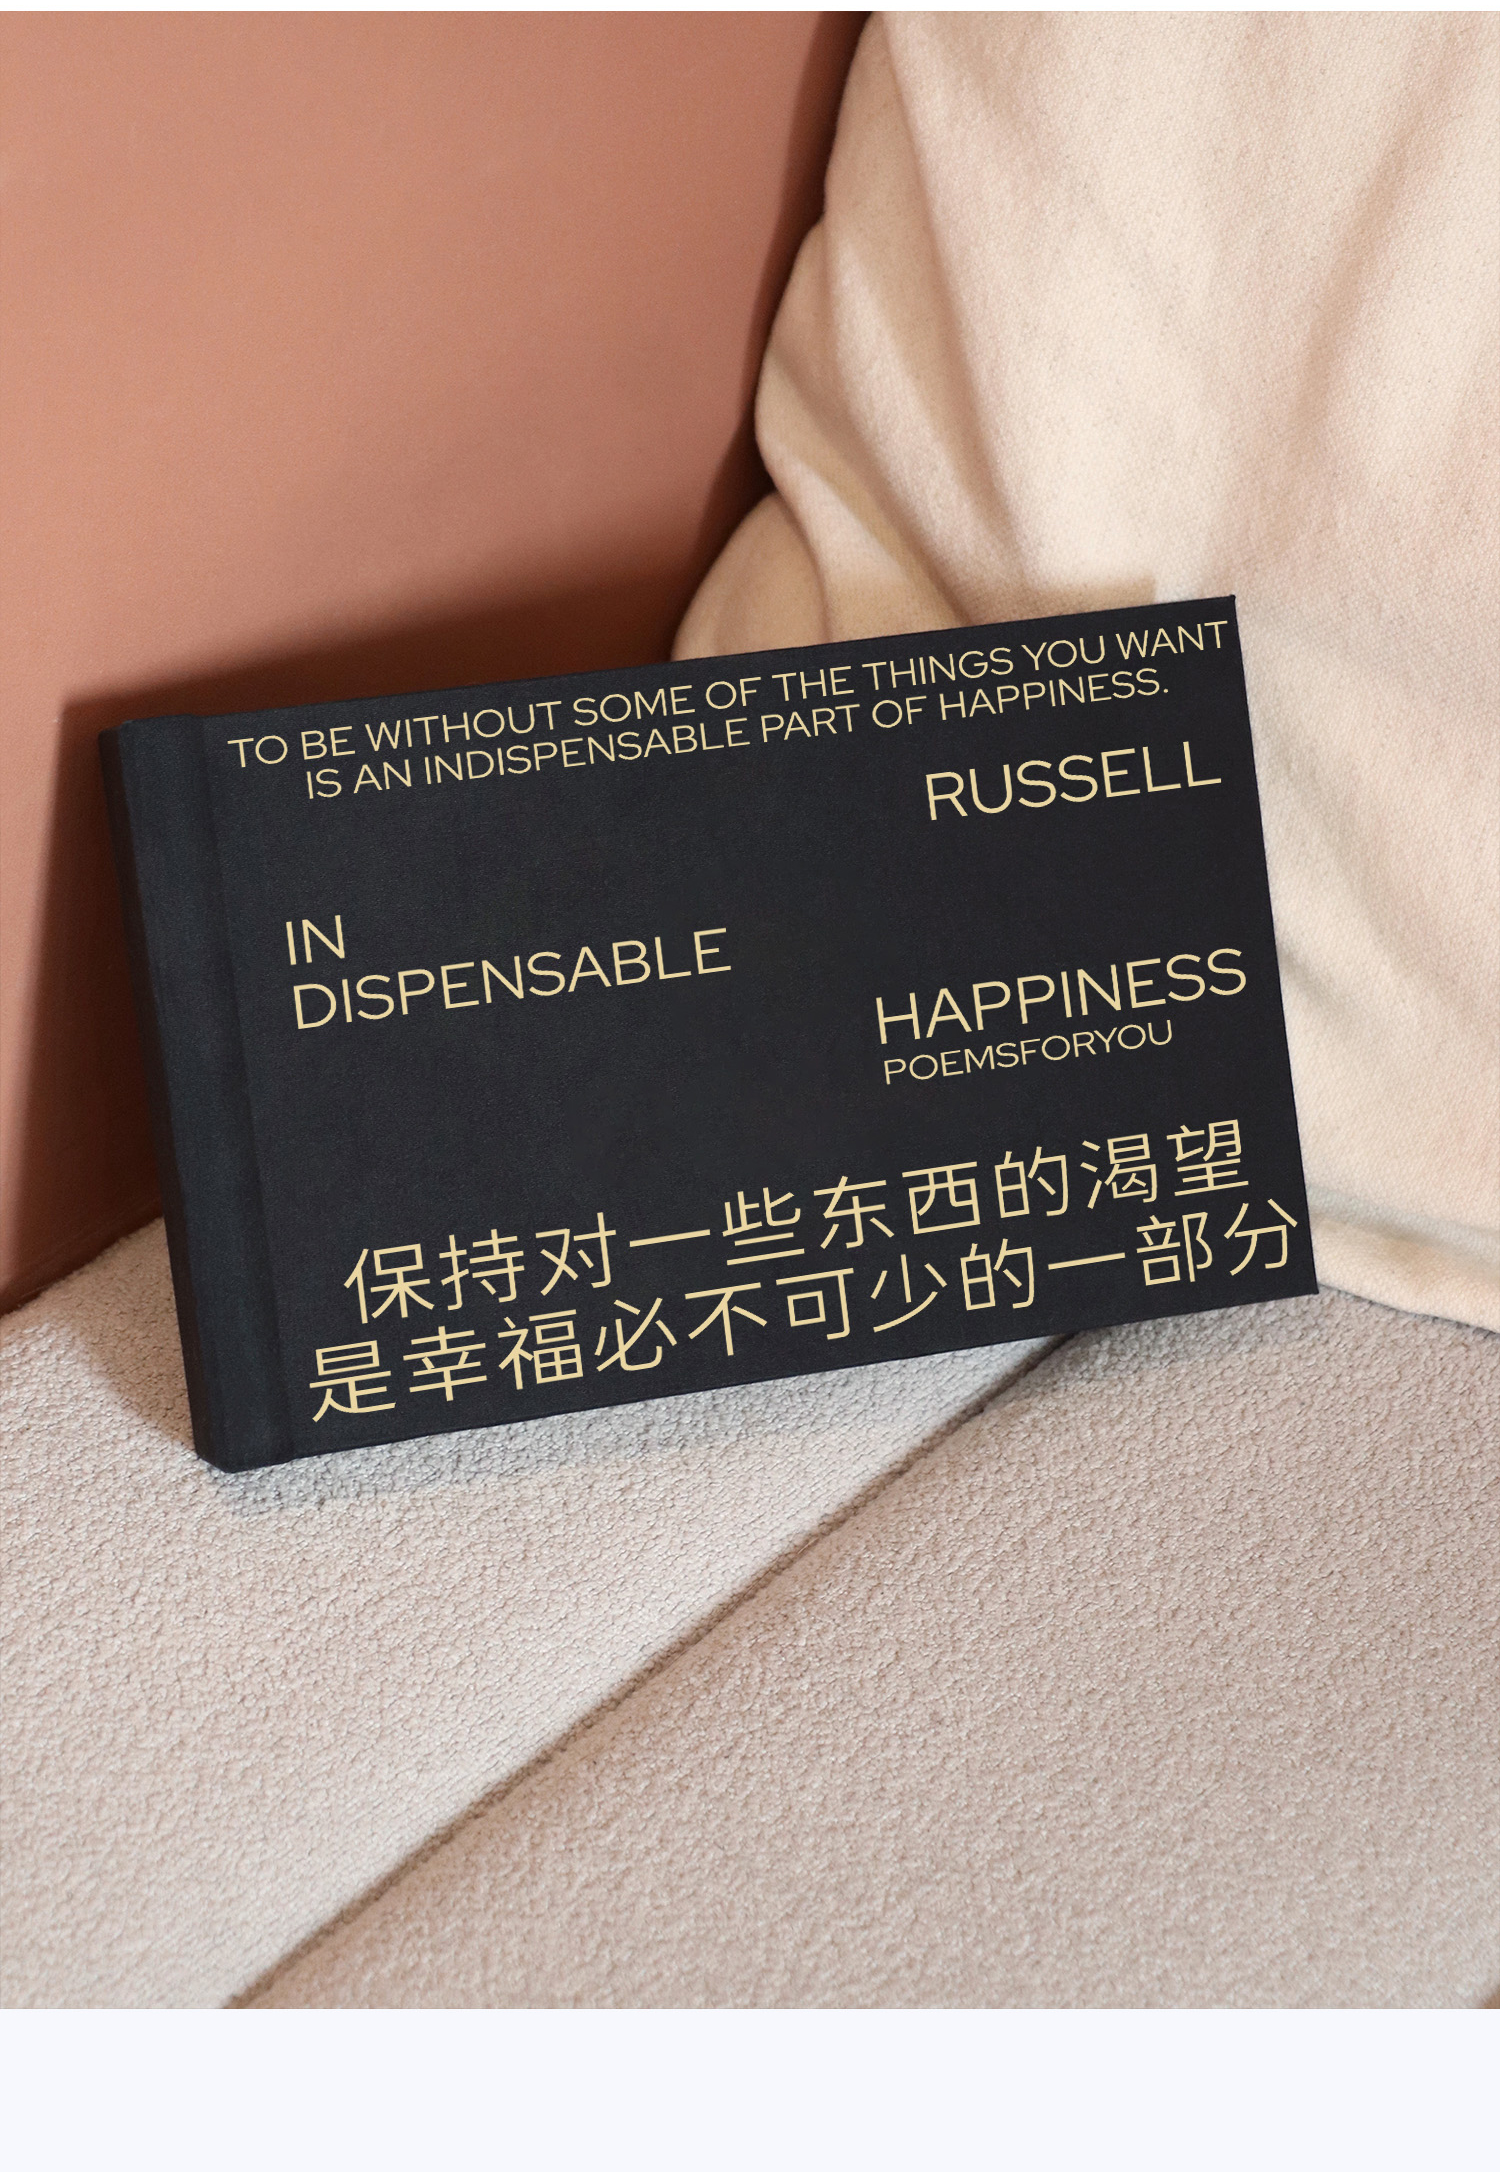 TO BE WITHOUT SOME OF THE THINGS YOU WANT
IS AN INDISPENSABLE PART OF HAPPINESS.
RUSSELL
IN
DISPENSABLE
HAPPINESS
POEMSFORYOU
保持对一些东西的渴望
是幸福必不可少的一部分